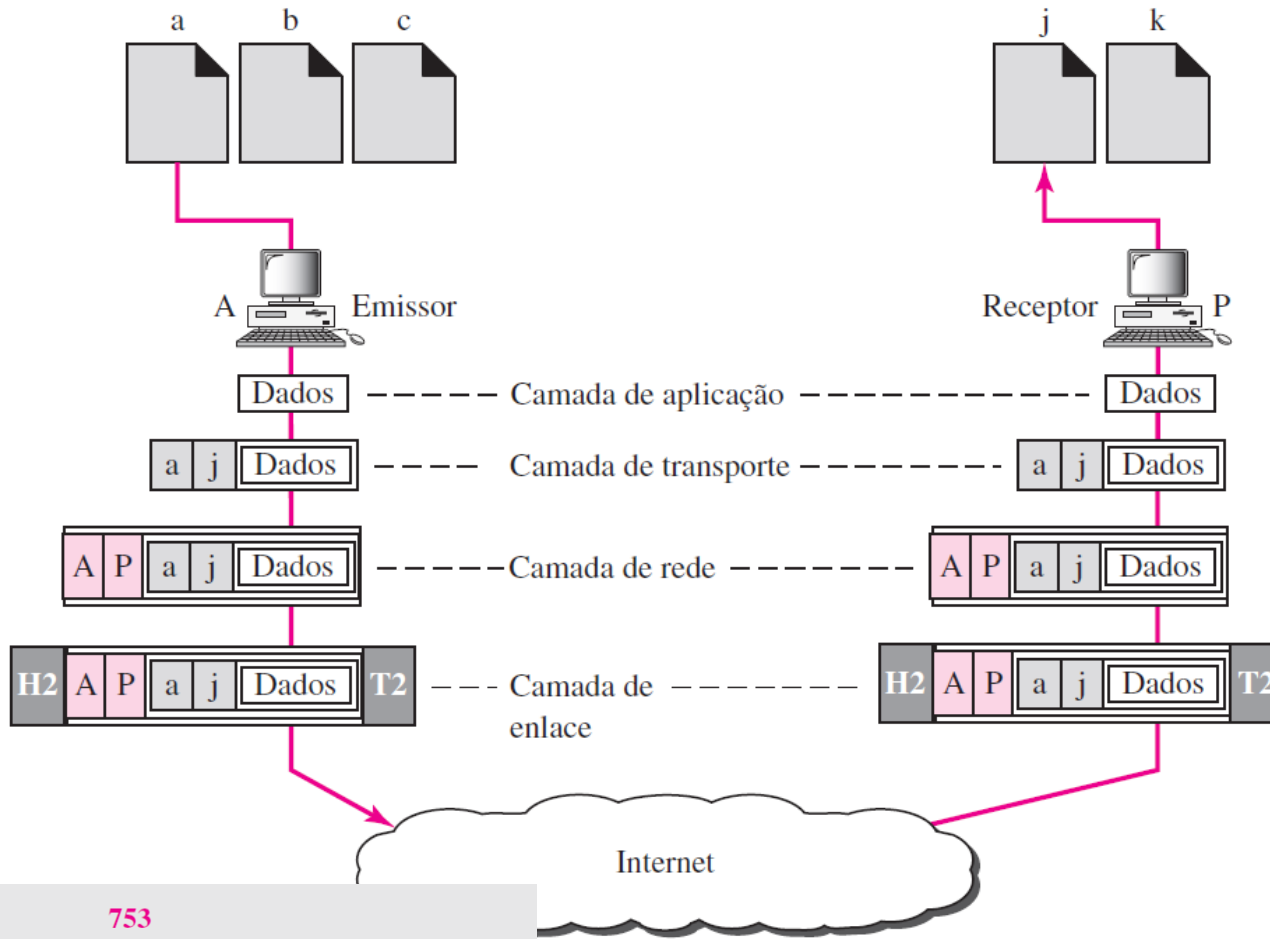 a b c j k
A Emissor Receptor P
Dados Camada de aplicação Dados
a j Dados Camada de transporte a j Dados
A P a j Dados Camada de rede A P a j Dados
H2 A P a j Dados T2 Camada de H2 A P a j Dados T2
enlace
Internet
753